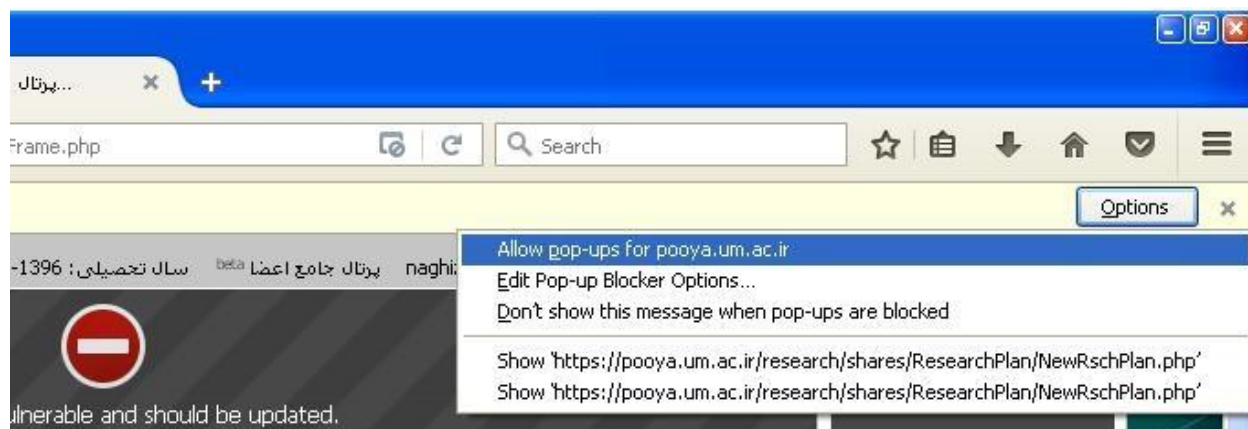 پرتال...
Frame.php
Search
Options
Allow pop-ups for pooya.um.ac.ir
Edit Pop-up Blocker Options...
Don't show this message when pop-ups are blocked
Show 'https://pooya.um.ac.ir/research/shares/ResearchPlan/NewRschPlan.php'
Show 'https://pooya.um.ac.ir/research/shares/ResearchPlan/NewRschPlan.php'
naghi: پرتال جامع اعضا beta سال تحصیلی: 1396-
ulnerable and should be updated.